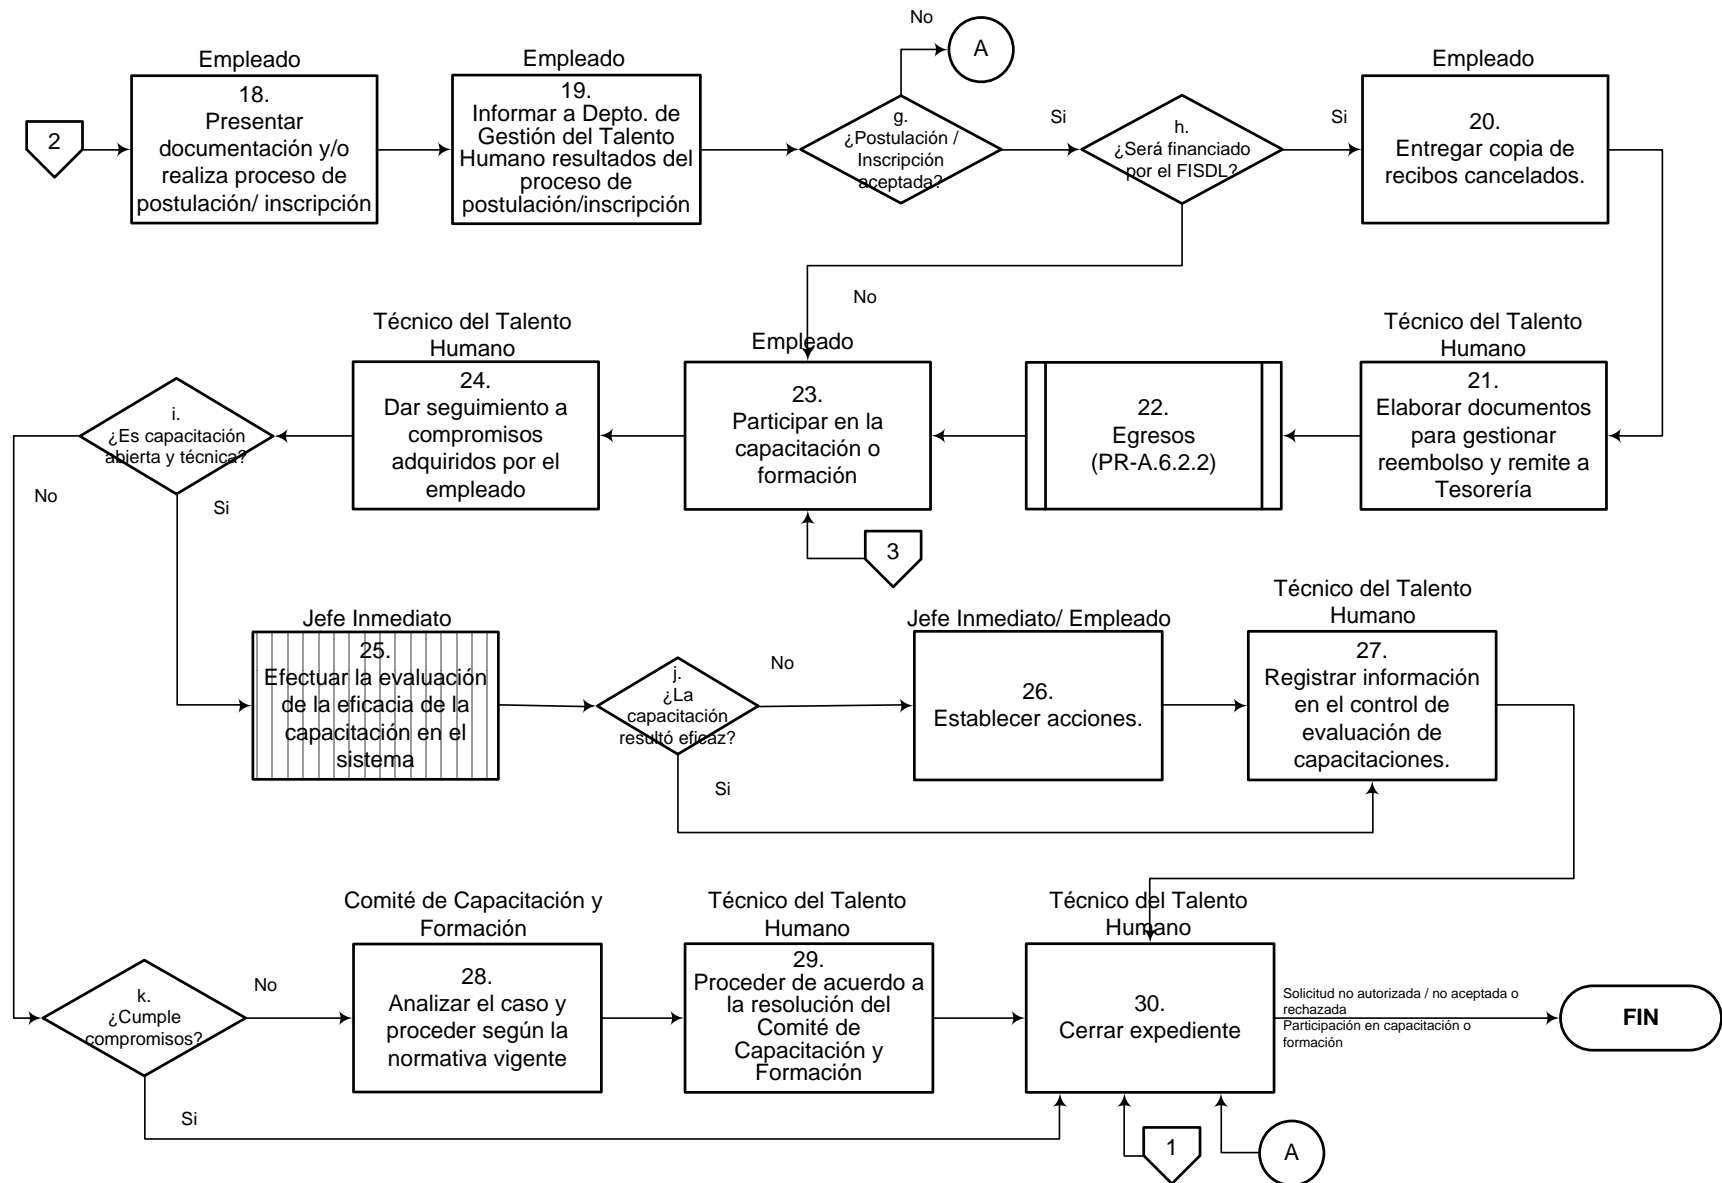 No
A
Empleado
18.
Presentar
documentación y/o
realiza proceso de
postulación/ inscripción
2
Empleado
19.
Informar a Depto. de
Gestión del Talento
Humano resultados del
proceso de
postulación/inscripción
g.
¿Postulación /
Inscripción
aceptada?
Si
h.
¿Será financiado
por el FISDL?
Si
Empleado
20.
Entregar copia de
recibos cancelados.
No
Técnico del Talento
Humano
21.
Elaborar documentos
para gestionar
reembolso y remite a
Tesorería
22.
Egresos
(PR-A.6.2.2)
Empleado
23.
Participar en la
capacitación o
formación
3
Técnico del Talento
Humano
24.
Dar seguimiento a
compromisos
adquiridos por el
empleado
i.
¿Es capacitación
abierta y técnica?
No
Si
Jefe Inmediato
25.
Efectuar la evaluación
de la eficacia de la
capacitación en el
sistema
j.
¿La
capacitación
resultó eficaz?
No
Si
Jefe Inmediato/ Empleado
26.
Establecer acciones.
Técnico del Talento
Humano
27.
Registrar información
en el control de
evaluación de
capacitaciones.
k.
¿Cumple
compromisos?
No
Si
Comité de Capacitación y
Formación
28.
Analizar el caso y
proceder según la
normativa vigente
Técnico del Talento
Humano
29.
Proceder de acuerdo a
la resolución del
Comité de
Capacitación y
Formación
Técnico del Talento
Humano
30.
Cerrar expediente
1
A
Solicitud no autorizada / no aceptada o
rechazada
Participación en capacitación o
formación
FIN